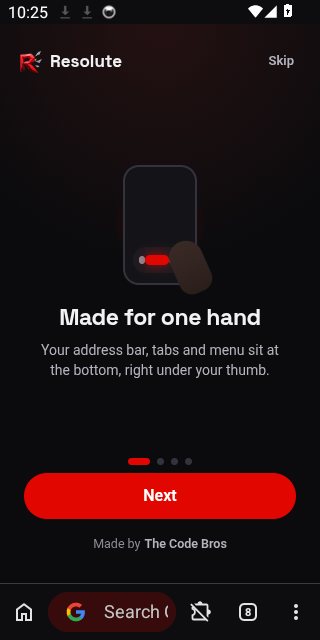 10:25
Resolute
Skip
Made for one hand
Your address bar, tabs and menu sit at
the bottom, right under your thumb.
Next
Made by The Code Bros
Search
8